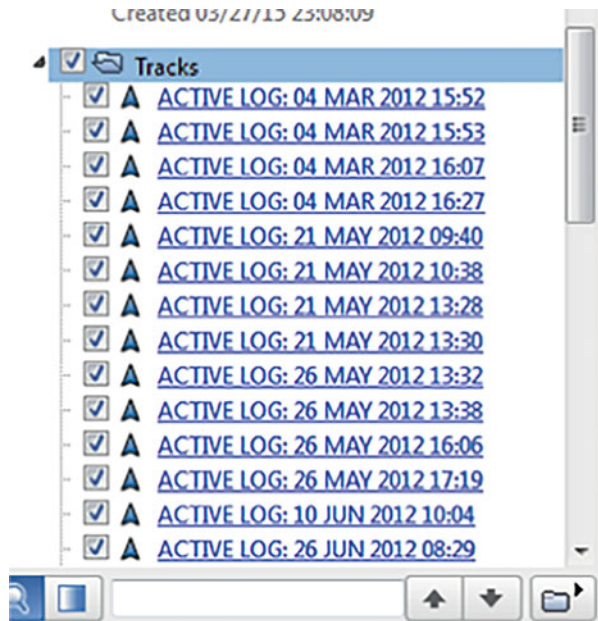 Created 03/27/15 23:08:09
Tracks
ACTIVE LOG: 04 MAR 2012 15:52
ACTIVE LOG: 04 MAR 2012 15:53
ACTIVE LOG: 04 MAR 2012 16:07
ACTIVE LOG: 04 MAR 2012 16:27
ACTIVE LOG: 21 MAY 2012 09:40
ACTIVE LOG: 21 MAY 2012 10:38
ACTIVE LOG: 21 MAY 2012 13:28
ACTIVE LOG: 21 MAY 2012 13:30
ACTIVE LOG: 26 MAY 2012 13:32
ACTIVE LOG: 26 MAY 2012 13:38
ACTIVE LOG: 26 MAY 2012 16:06
ACTIVE LOG: 26 MAY 2012 17:19
ACTIVE LOG: 10 JUN 2012 10:04
ACTIVE LOG: 26 JUN 2012 08:29